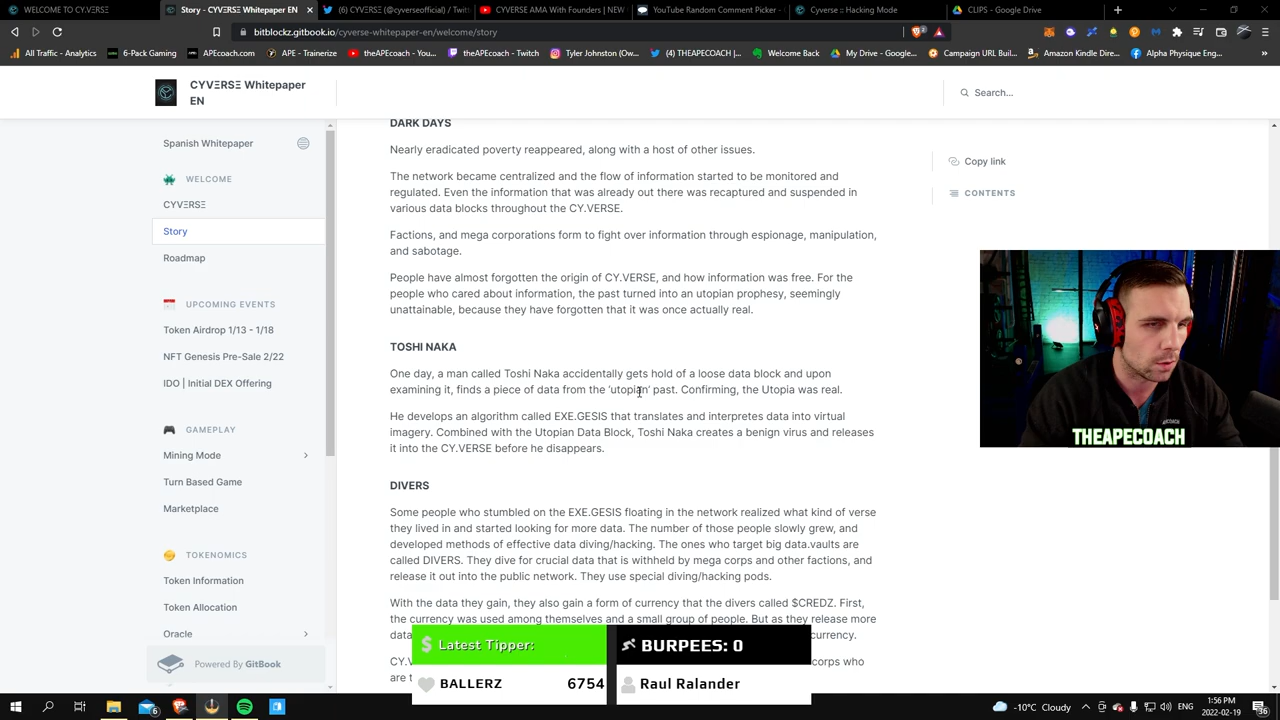 WELCOME TO CY.VERSE
Story - CYVΞRSΞ Whitepaper EN
(6) CYVERSE (@cyverseofficial) / Twitt
CYVERSE AMA With Founders | NEW
YouTube Random Comment Picker -
Cyverse :: Hacking Mode
CLIPS - Google Drive
bitblockz.gitbook.io/cyverse-whitepaper-en/welcome/story
All Traffic - Analytics
6-Pack Gaming
APE Coding - Analyt...
theAPEcoach - YouT...
theAPEcoach - Twitch
Tyler Johnston (Ow...
(4) THEAPECOACH (...
Welcome Back
My Drive - Google...
Campaign URL Buil...
Amazon Kindle Dire...
Alpha Physique Eng...
CYVΞRSΞ Whitepaper
EN
Search...
Spanish Whitepaper
WELCOME
CYVΞRSΞ
Story
Roadmap
UPCOMING EVENTS
Token Airdrop 1/13 - 1/18
NFT Genesis Pre-Sale 2/22
IDO | Initial DEX Offering
GAMEPLAY
Mining Mode
Turn Based Game
Marketplace
TOKENOMICS
Token Information
Token Allocation
Oracle
Powered By GitBook
DARK DAYS
Nearly eradicated poverty reappeared, along with a host of other issues.
The network became centralized and the flow of information started to be monitored and
regulated. Even the information that was already out there was recaptured and suspended in
various data blocks throughout the CY.VERSE.
Factions, and mega corporations form to fight over information through espionage, manipulation,
and sabotage.
People have almost forgotten the origin of CY.VERSE, and how information was free. For the
people who cared about information, the past turned into an utopian prophesy, seemingly
unattainable, because they have forgotten that it was once actually real.
TOSHI NAKA
One day, a man called Toshi Naka accidentally gets hold of a loose data block and upon
examining it, finds a piece of data from the ‘utopian’ past. Confirming, the Utopia was real.
He develops an algorithm called EXE.GESIS that translates and interprets data into virtual
imagery. Combined with the Utopian Data Block, Toshi Naka creates a benign virus and releases
it into the CY.VERSE before he disappears.
DIVERS
Some people who stumbled on the EXE.GESIS floating in the network realized what kind of verse
they lived in and started looking for more data. The number of those people slowly grew, and
developed methods of effective data diving/hacking. The ones who target big data.vaults are
called DIVERS. They dive for crucial data that is withheld by mega corps and other factions, and
release it out into the public network. They use special diving/hacking pods.
With the data they gain, they also gain a form of currency that the divers called $CREDZ. First,
the currency was used among themselves and a small group of people. But as they release more
data
currency.
CY.V
corps who
are t
Copy link
CONTENTS
THEAPECOACH
Latest Tipper:
BURPEES: 0
BALLERZ 6754
Raul Ralander
-10°C Cloudy
1:56 PM
2022-02-19
36